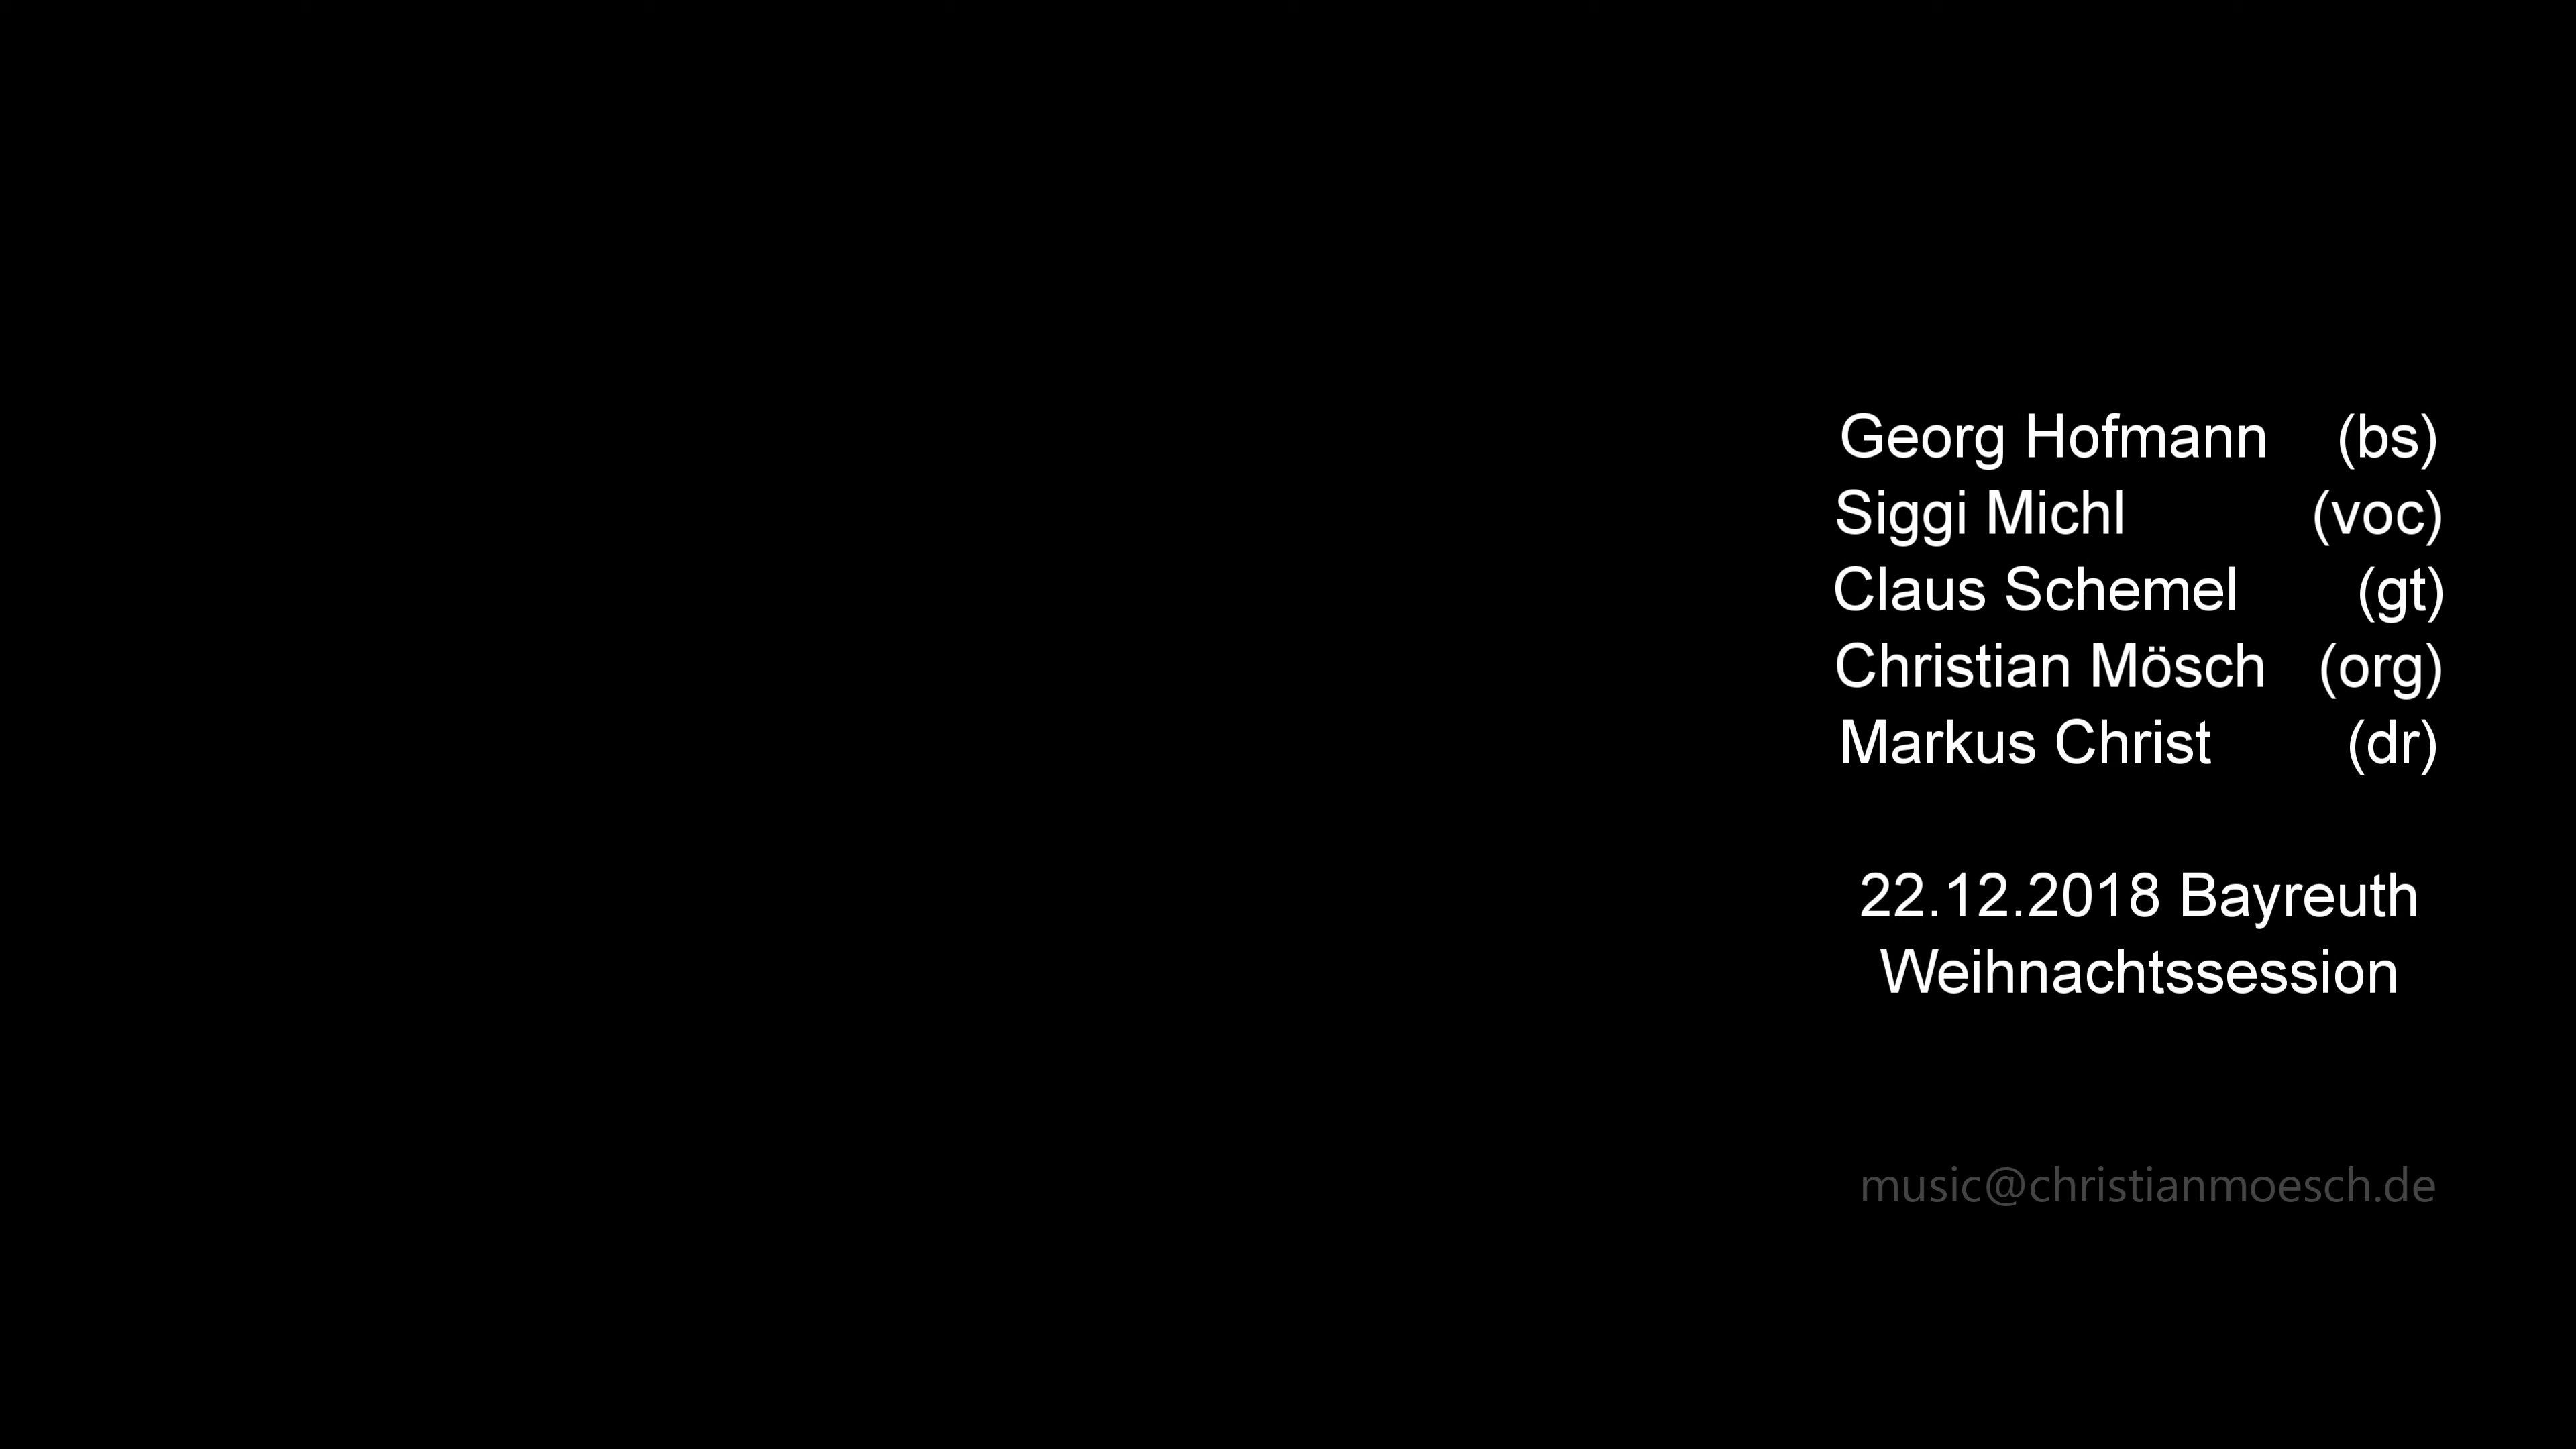 Georg Hofmann (bs)
Siggi Michl (voc)
Claus Schemel (gt)
Christian Mösch (org)
Markus Christ (dr)
22.12.2018 Bayreuth
Weihnachtssession
music@christianmoesch.de